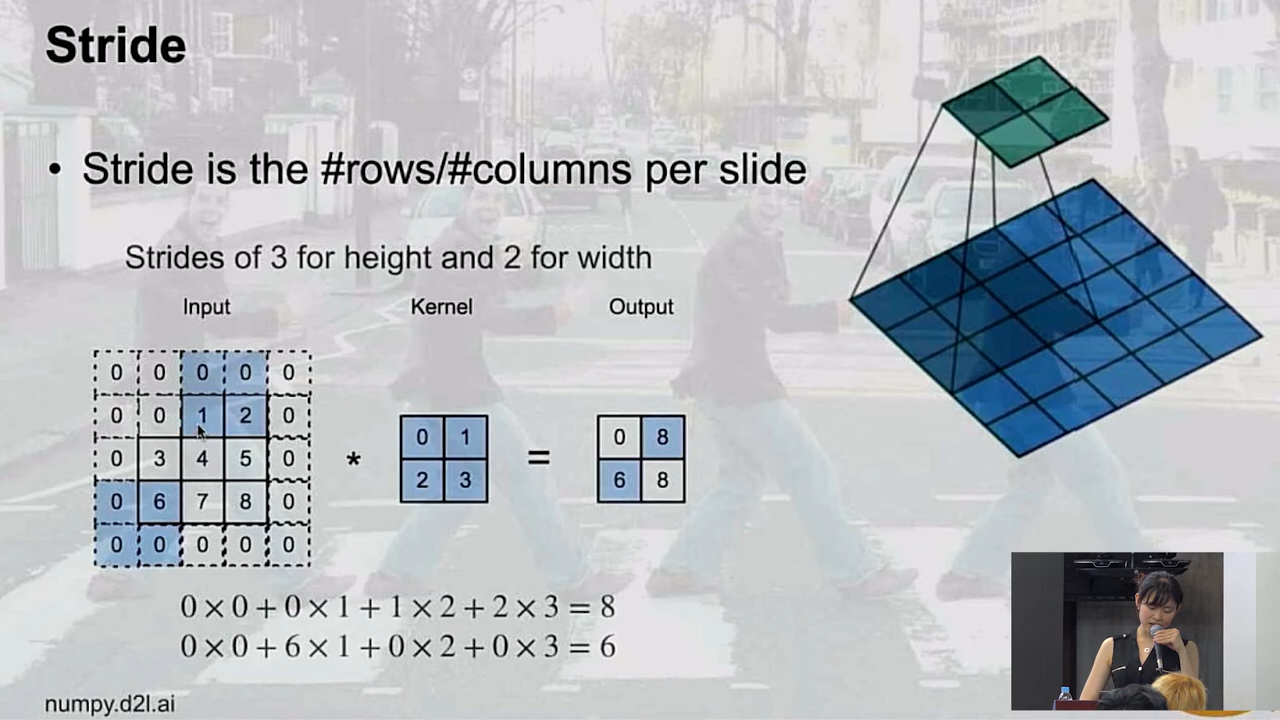 Stride
• Stride is the #rows/#columns per slide
Strides of 3 for height and 2 for width
Input Kernel Output
0 0 0 0 0
0 0 1 2 0
0 3 4 5 0
0 6 7 8 0
0 0 0 0 0
*
0 1
2 3
=
0 8
6 8
0×0+0×1+1×2+2×3=8
0×0+6×1+0×2+0×3=6
numpy.d2l.ai